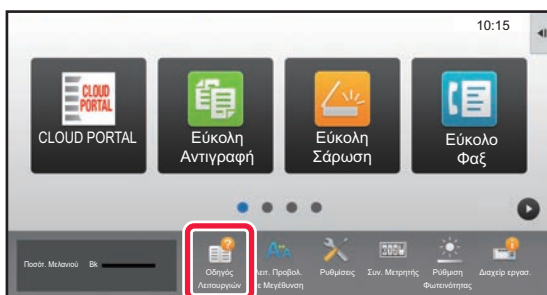 10:15
CLOUD
PORTAL
CLOUD PORTAL
Εύκολη
Αντιγραφή
Εύκολη
Σάρωση
Εύκολο
Φαξ
Ποσότ. Μελανιού Bk
Οδηγός
Λειτουργιών
Λειτ. Προβολ.
με Μεγέθυνση
Ρυθμίσεις
Συν. Μετρητής
Ρύθμιση
Φωτεινότητας
Διαχείρ εργασ.